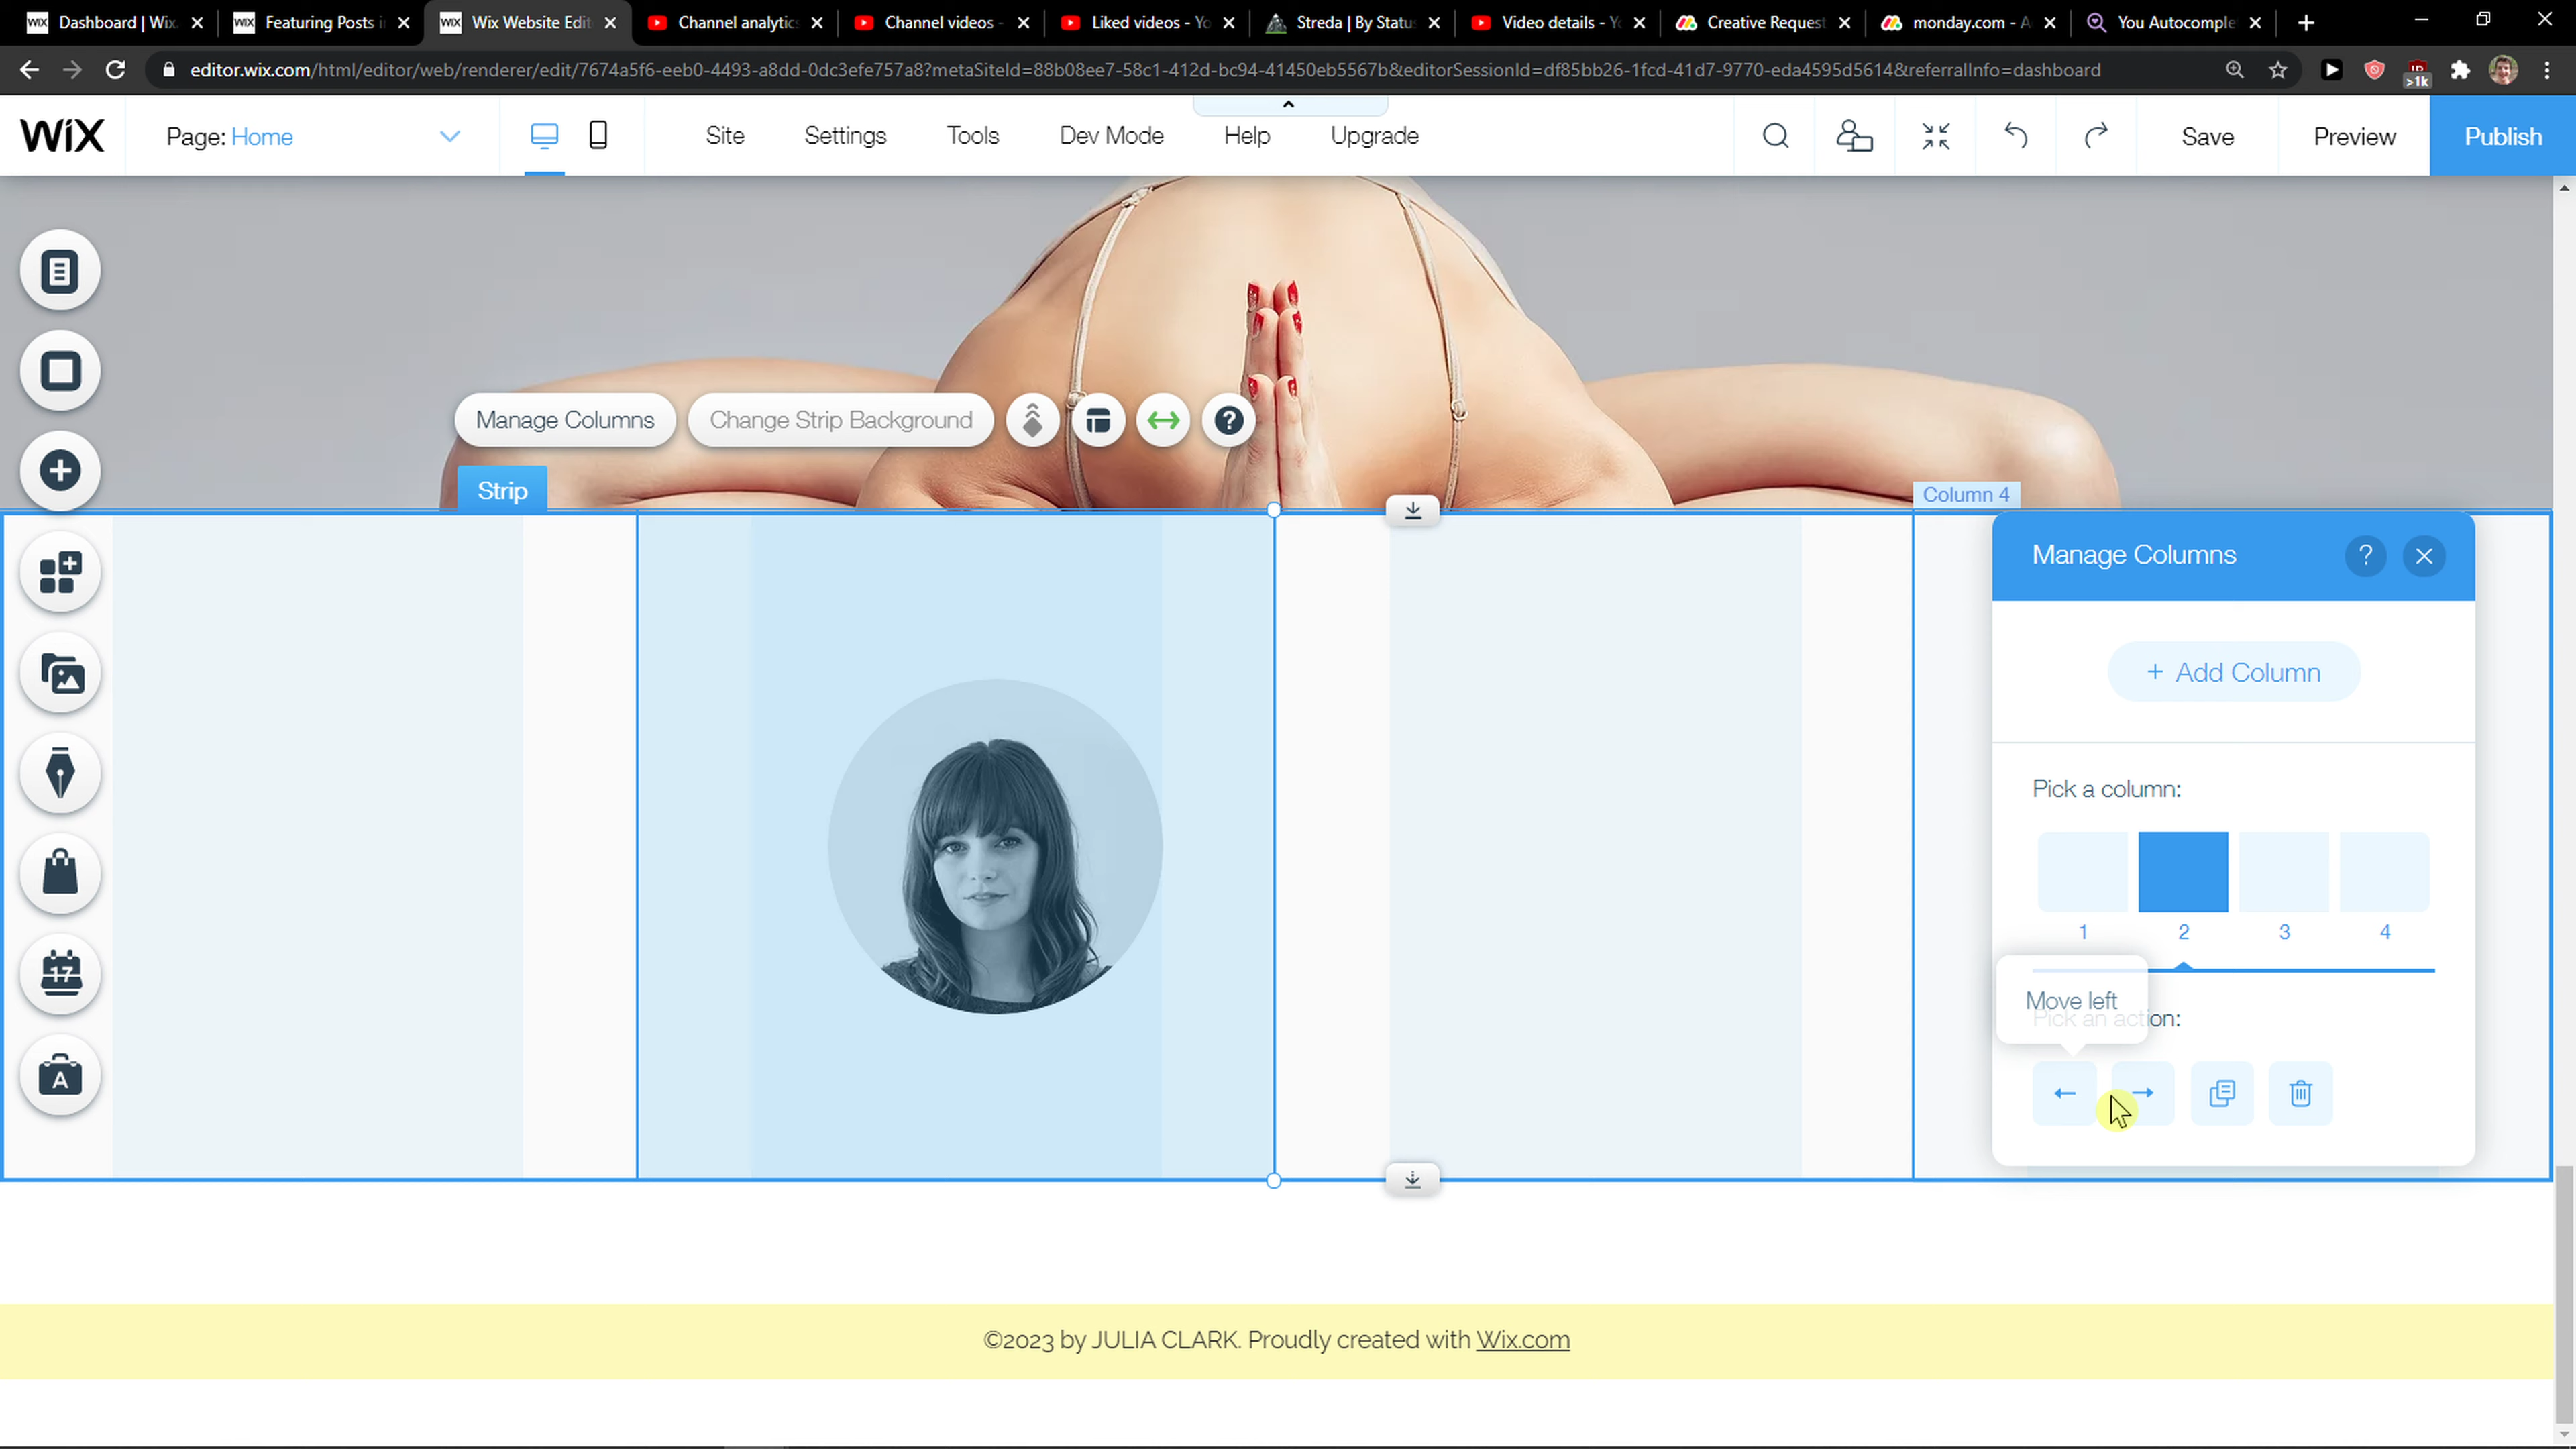 Dashboard | Wix.
Featuring Posts i
Wix Website Edit
Channel analytics
Channel videos -
Liked videos - Yo
Streda | By Statu
Video details - Yo
Creative Request
monday.com - A
You Autocomple
editor.wix.com/html/editor/web/renderer/edit/7674a5f6-eeb0-4493-a8dd-0dc3efe757a8?metaSiteId=88b08ee7-58c1-412d-bc94-41450eb5567b&editorSessionId=df85bb26-1fcd-41d7-9770-eda4595d5614&referralInfo=dashboard
>1k
WiX
Page: Home
Site
Settings
Tools
Dev Mode
Help
Upgrade
Save
Preview
Publish
Manage Columns
Change Strip Background
?
Strip
Column 4
Manage Columns
?
+ Add Column
Pick a column:
1 2 3 4
Move left
Pick an action:
17
A
©2023 by JULIA CLARK. Proudly created with Wix.com